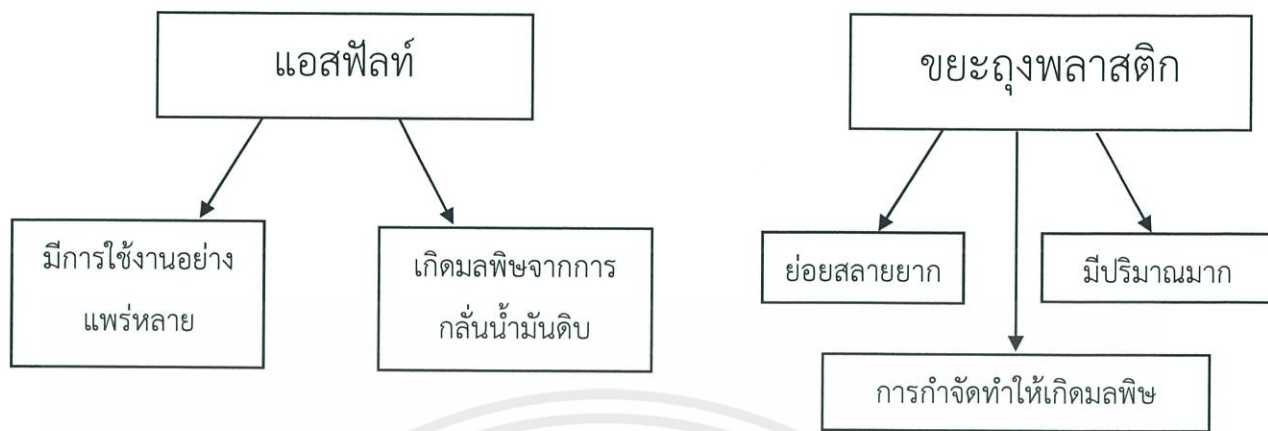 แอสฟัลท์
ขยะถุงพลาสติก
มีการใช้งานอย่าง
แพร่หลาย
เกิดมลพิษจากการ
กลั่นน้ำมันดิบ
ย่อยสลายยาก
มีปริมาณมาก
การกำจัดทำให้เกิดมลพิษ